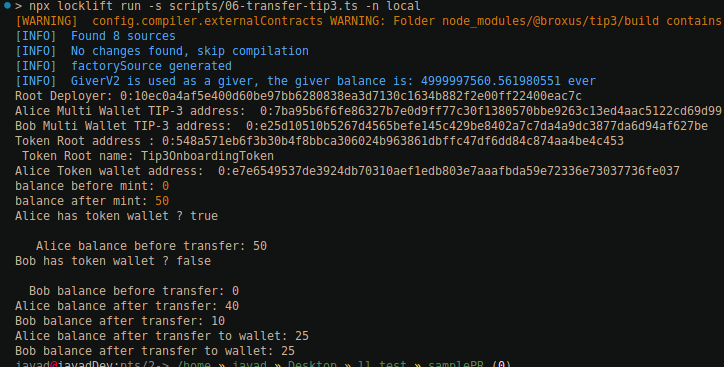 > npx locklift run -s scripts/06-transfer-tip3.ts -n local
[WARNING]  config.compiler.externalContracts WARNING: Folder node_modules/@broxus/tip3/build contains
[INFO]  Found 8 sources
[INFO]  No changes found, skip compilation
[INFO]  factorySource generated
[INFO]  GiverV2 is used as a giver, the giver balance is: 4999997560.561980551 ever
Root Deployer: 0:10ec0a4af5e400d60be97bb6280838ea3d7130c1634b882f2e00ff22400eac7c
Alice Multi Wallet TIP-3 address:  0:7ba95b6f6fe86327b7e0d9ff77c30f1380570bbe9263c13ed4aac5122cd69d99
Bob Multi Wallet TIP-3 address:  0:e25d10510b5267d4565befe145c429be8402a7c7da4a9dc3877da6d94af627be
Token Root address : 0:548a571eb6f3b30b4f8bbca306024b963861dbffc47df6dd84c874aa4be4c453
 Token Root name: Tip3OnboardingToken
Alice Token wallet address:  0:e7e6549537de3924db70310aef1edb803e7aaafbda59e72336e73037736fe037
balance before mint: 0
balance after mint: 50
Alice has token wallet ? true
   Alice balance before transfer: 50
Bob has token wallet ? false
  Bob balance before transfer: 0
Alice balance after transfer: 40
Bob balance after transfer: 10
Alice balance after transfer to wallet: 25
Bob balance after transfer to wallet: 25
javad@javadDev:pts/2-> /home » javad » Desktop » ll_test » samplePR (0)